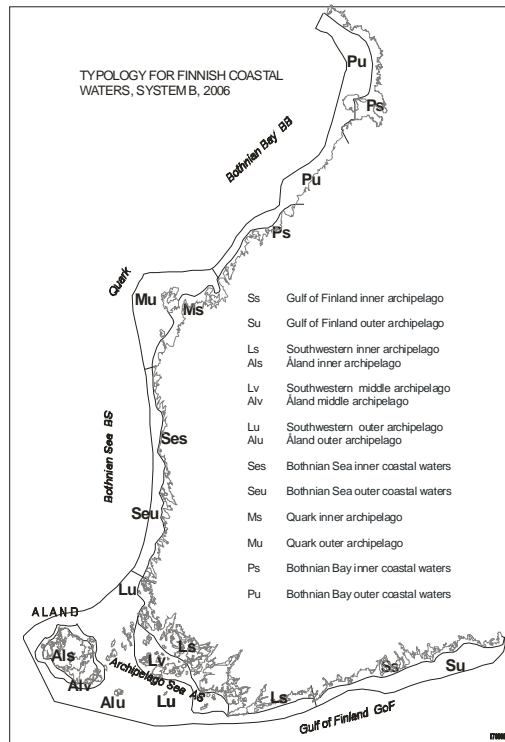 TYPOLOGY FOR FINNISH COASTAL
WATERS, SYSTEM B, 2006
Pu
Ps
Bothnian Bay BB
Pu
Ps
Quark
Mu
Ms
Ss Gulf of Finland inner archipelago
Su Gulf of Finland outer archipelago
Ls Southwestern inner archipelago
Als Åland inner archipelago
Lv Southwestern middle archipelago
Alv Åland middle archipelago
Lu Southwestern outer archipelago
Alu Åland outer archipelago
Ses Bothnian Sea inner coastal waters
Seu Bothnian Sea outer coastal waters
Ms Quark inner archipelago
Mu Quark outer archipelago
Ps Bothnian Bay inner coastal waters
Pu Bothnian Bay outer coastal waters
Bothnian Sea BS
Ses
Seu
Lu
ALAND
Als
Alv
Alu
Archipelago Sea AS
Ls
Lv
Lu
Ls
Ss
Su
Gulf of Finland GoF